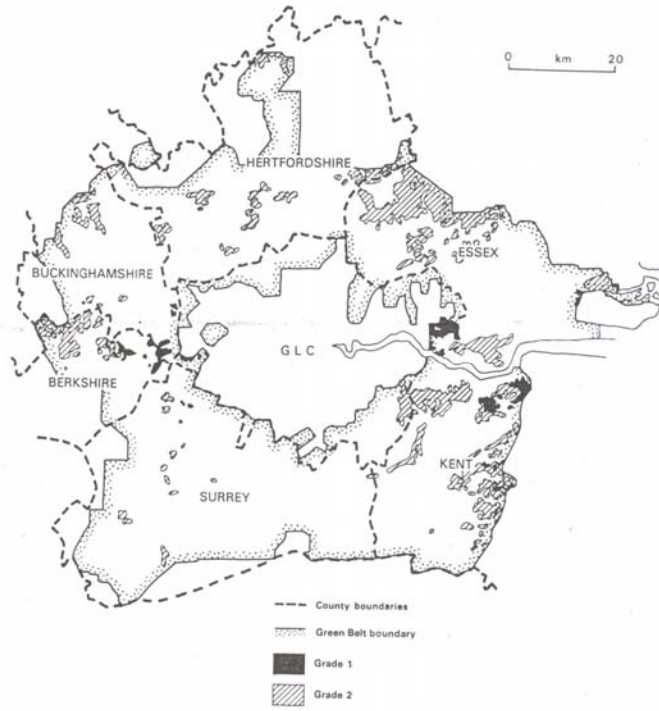 0 km 20
HERTFORDSHIRE
ESSEX
BUCKINGHAMSHIRE
GLC
BERKSHIRE
KENT
SURREY
County boundaries
Green Belt boundary
Grade 1
Grade 2